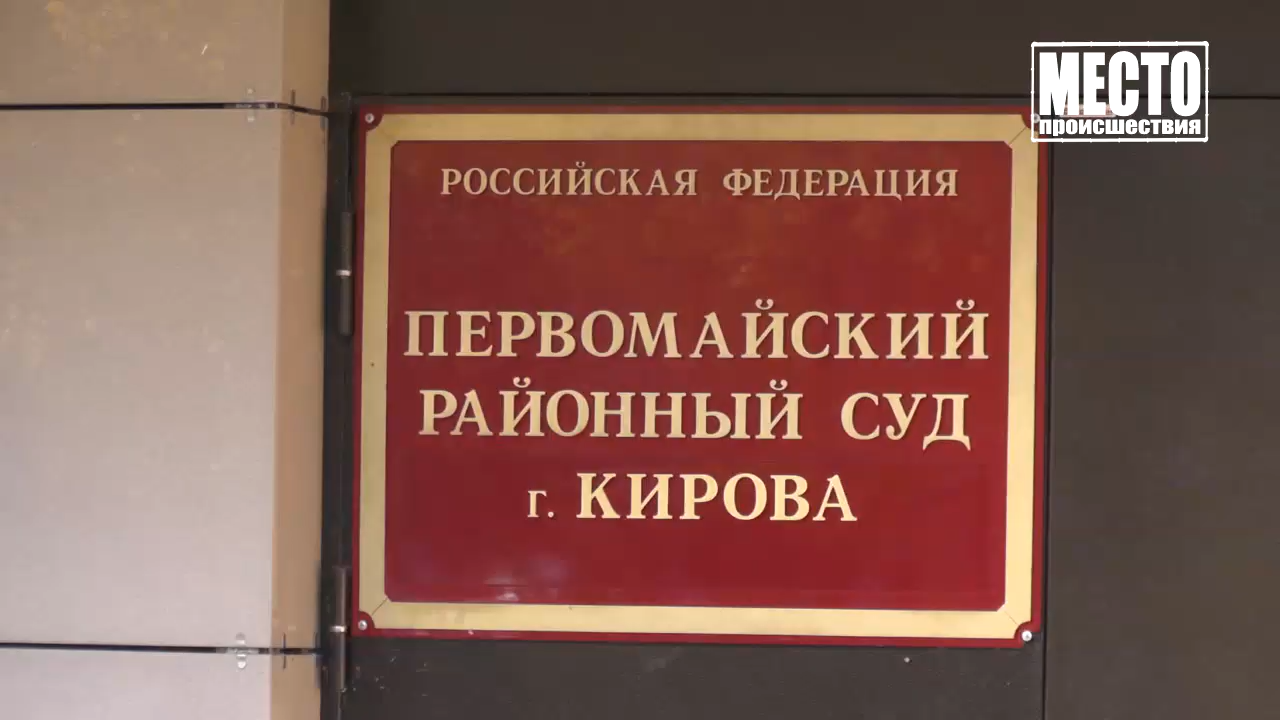 МЕСТО
ПРОИСШЕСТВИЯ
РОССИЙСКАЯ ФЕДЕРАЦИЯ
ПЕРВОМАЙСКИЙ
РАЙОННЫЙ СУД
г. КИРОВА